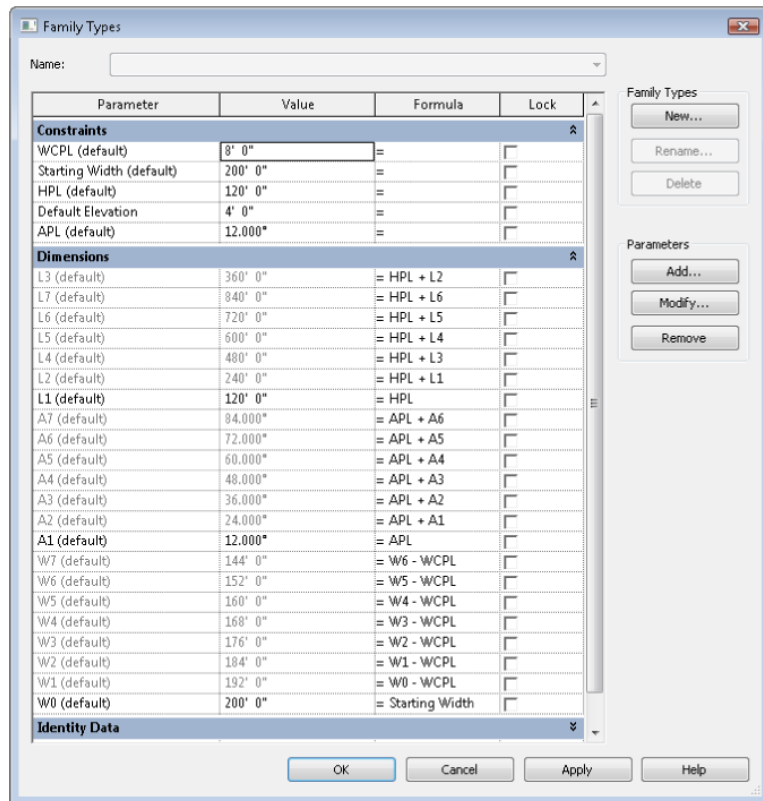 Family Types
Name:
Parameter Value Formula Lock
Constraints
WCPL (default) 8' 0" =
Starting Width (default) 200' 0" =
HPL (default) 120' 0" =
Default Elevation 4' 0" =
APL (default) 12.000° =
Dimensions
L3 (default) 360' 0" = HPL + L2
L7 (default) 840' 0" = HPL + L6
L6 (default) 720' 0" = HPL + L5
L5 (default) 600' 0" = HPL + L4
L4 (default) 480' 0" = HPL + L3
L2 (default) 240' 0" = HPL + L1
L1 (default) 120' 0" = HPL
A7 (default) 84.000° = APL + A6
A6 (default) 72.000° = APL + A5
A5 (default) 60.000° = APL + A4
A4 (default) 48.000° = APL + A3
A3 (default) 36.000° = APL + A2
A2 (default) 24.000° = APL + A1
A1 (default) 12.000° = APL
W7 (default) 144' 0" = W6 - WCPL
W6 (default) 152' 0" = W5 - WCPL
W5 (default) 160' 0" = W4 - WCPL
W4 (default) 168' 0" = W3 - WCPL
W3 (default) 176' 0" = W2 - WCPL
W2 (default) 184' 0" = W1 - WCPL
W1 (default) 192' 0" = W0 - WCPL
W0 (default) 200' 0" = Starting Width
Identity Data
Family Types
New...
Rename...
Delete
Parameters
Add...
Modify...
Remove
OK Cancel Apply Help